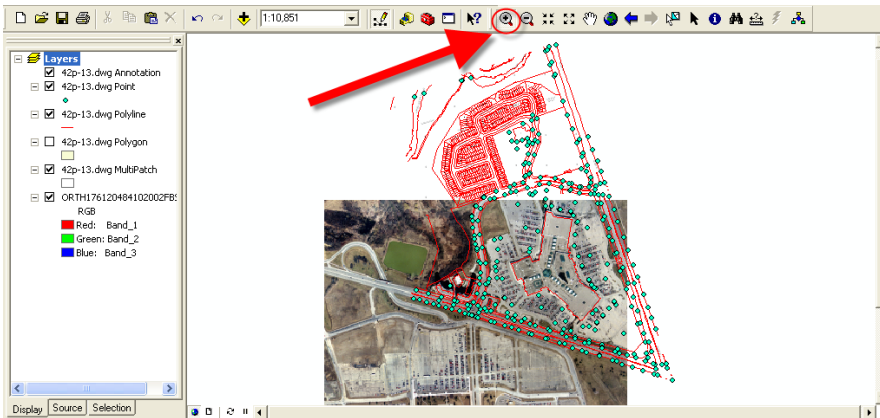 1:10,851
Layers
42p-13.dwg Annotation
42p-13.dwg Point
42p-13.dwg Polyline
42p-13.dwg Polygon
42p-13.dwg MultiPatch
ORTH176120484102002FBS
RGB
Red: Band_1
Green: Band_2
Blue: Band_3
Display Source Selection